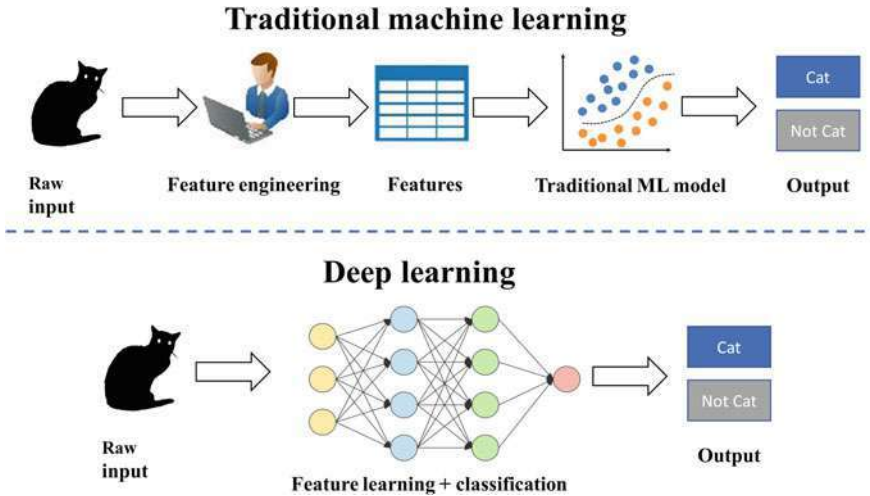 Traditional machine learning
Cat
Not Cat
Raw
input
Feature engineering
Features
Traditional ML model
Output
Deep learning
Cat
Not Cat
Raw
input
Feature learning + classification
Output